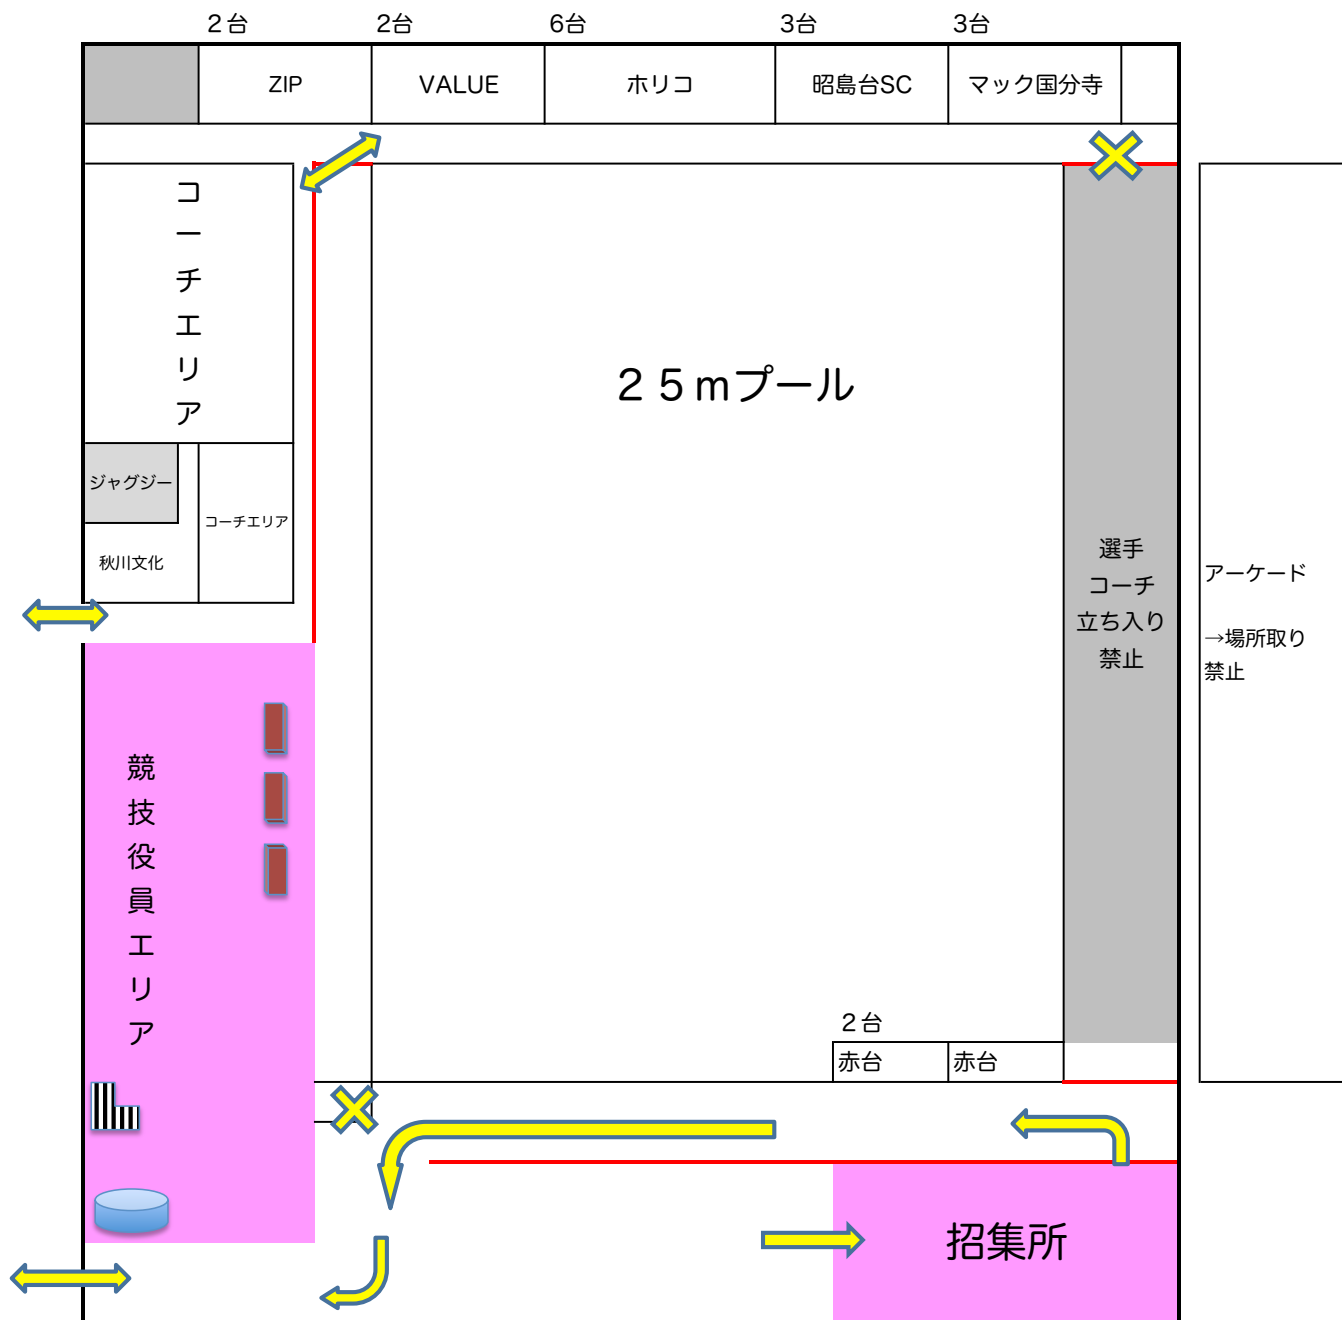 ２台 2台 6台 3台 3台
ZIP VALUE ホリコ 昭島台SC マック国分寺
コーチエリア
２５mプール
ジャグジー
コーチエリア
秋川文化
選手
コーチ
立ち入り
禁止
アーケード
→場所取り
禁止
競技役員エリア
２台
赤台 赤台
招集所